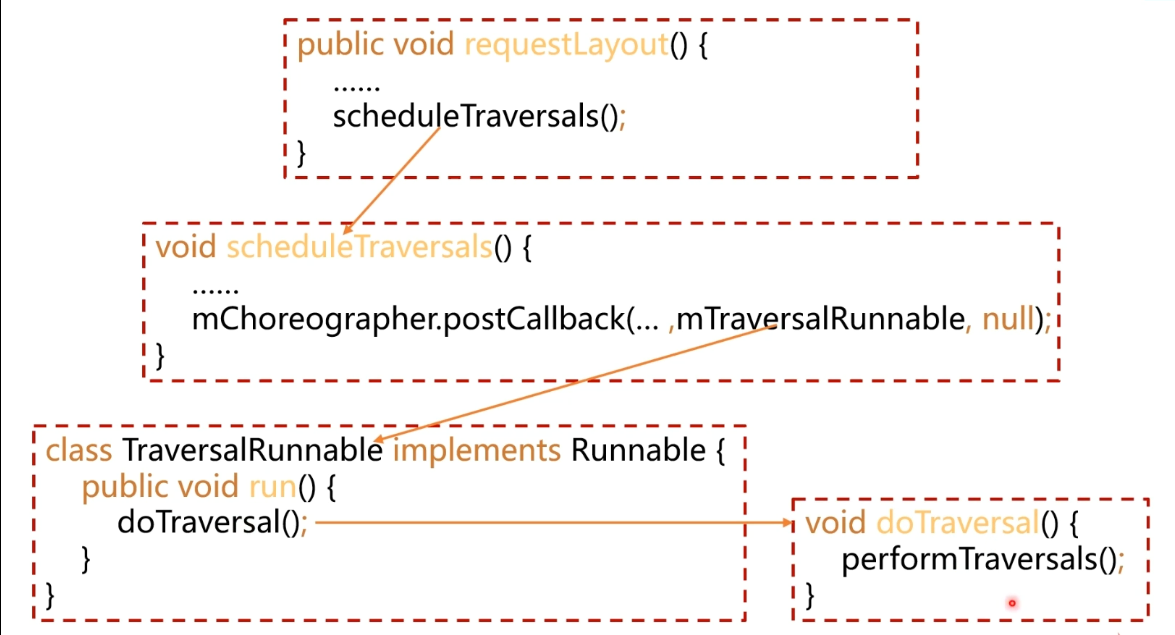 public void requestLayout() {
......
scheduleTraversals();
}
void scheduleTraversals() {
......
mChoreographer.postCallback(... ,mTraversalRunnable, null);
}
class TraversalRunnable implements Runnable {
public void run() {
doTraversal();
}
}
void doTraversal() {
performTraversals();
}